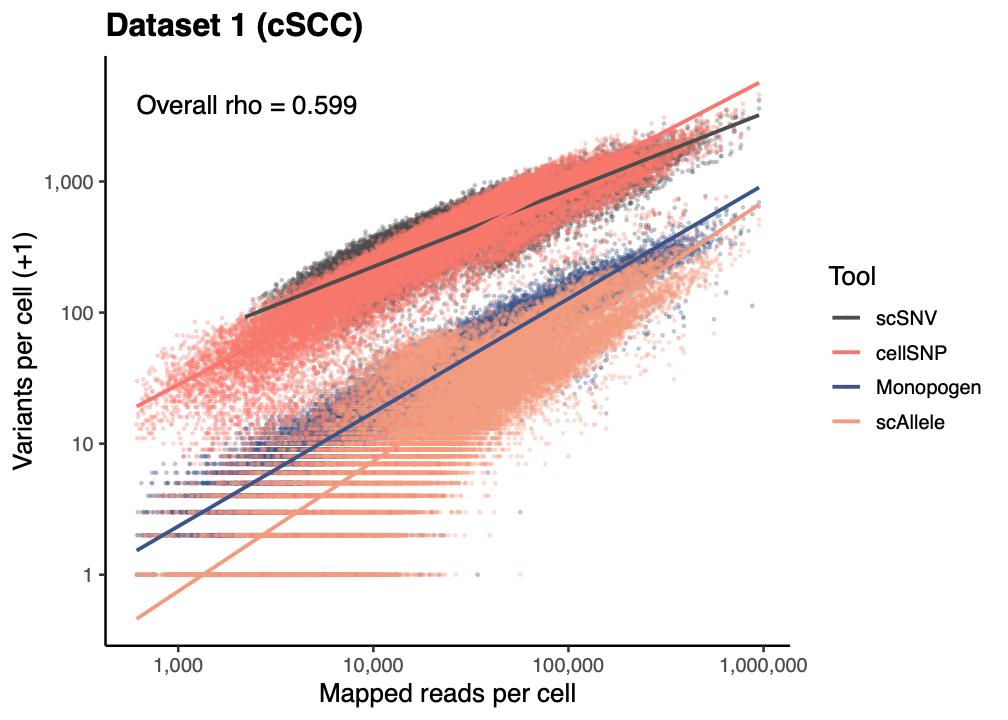 Dataset 1 (cSCC)
Overall rho = 0.599
Variants per cell (+1)
1,000
100
10
1
1,000
10,000
100,000
1,000,000
Mapped reads per cell
Tool
scSNV
cellSNP
Monopogen
scAllele